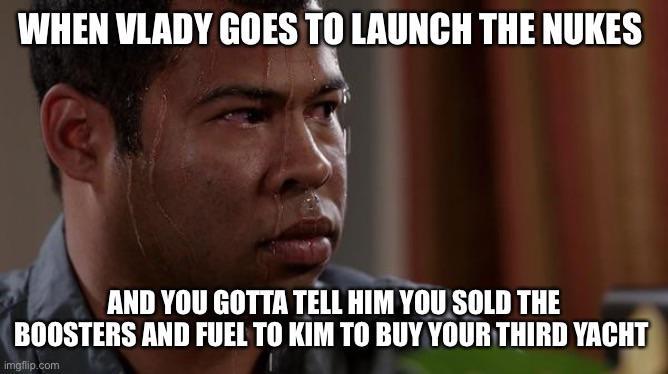 WHEN VLADY GOES TO LAUNCH THE NUKES
AND YOU GOTTA TELL HIM YOU SOLD THE
BOOSTERS AND FUEL TO KIM TO BUY YOUR THIRD YACHT
imgflip.com